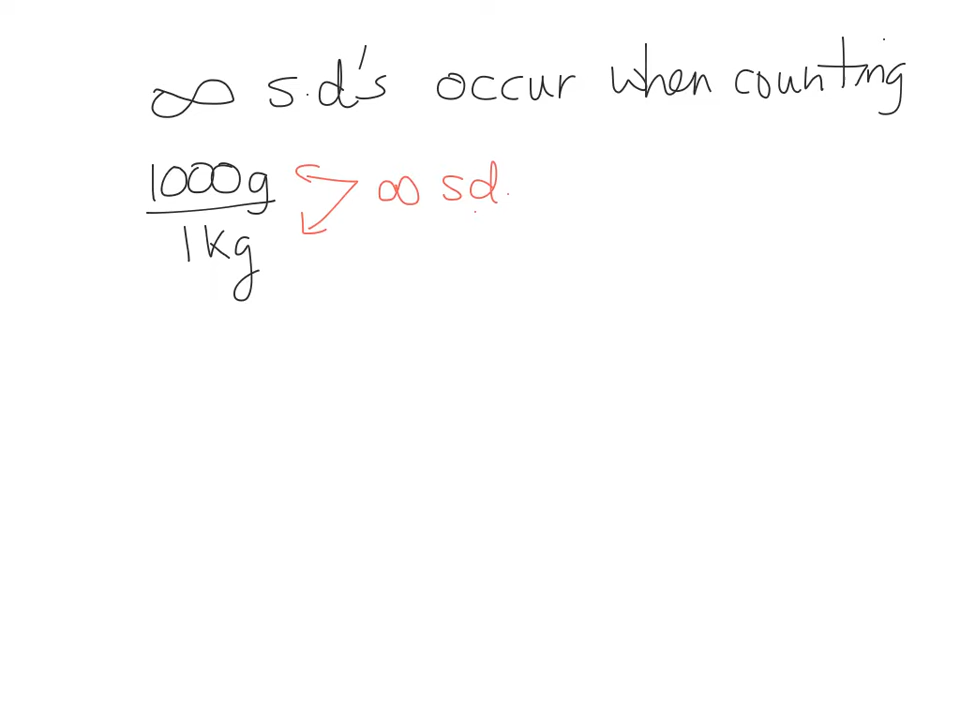 ∞ s.d's occur when counting
1000g
1kg
∞ sd.